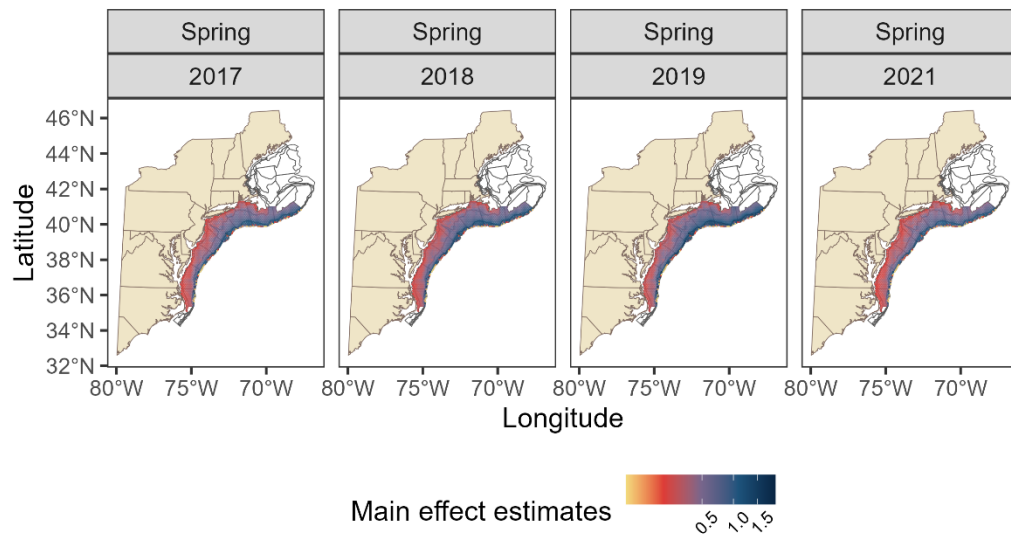 Spring Spring Spring Spring
2017 2018 2019 2021
Latitude
46°N
44°N
42°N
40°N
38°N
36°N
34°N
32°N
80°W 75°W 70°W 80°W 75°W 70°W 80°W 75°W 70°W 80°W 75°W 70°W
Longitude
Main effect estimates
0.5 1.0 1.5